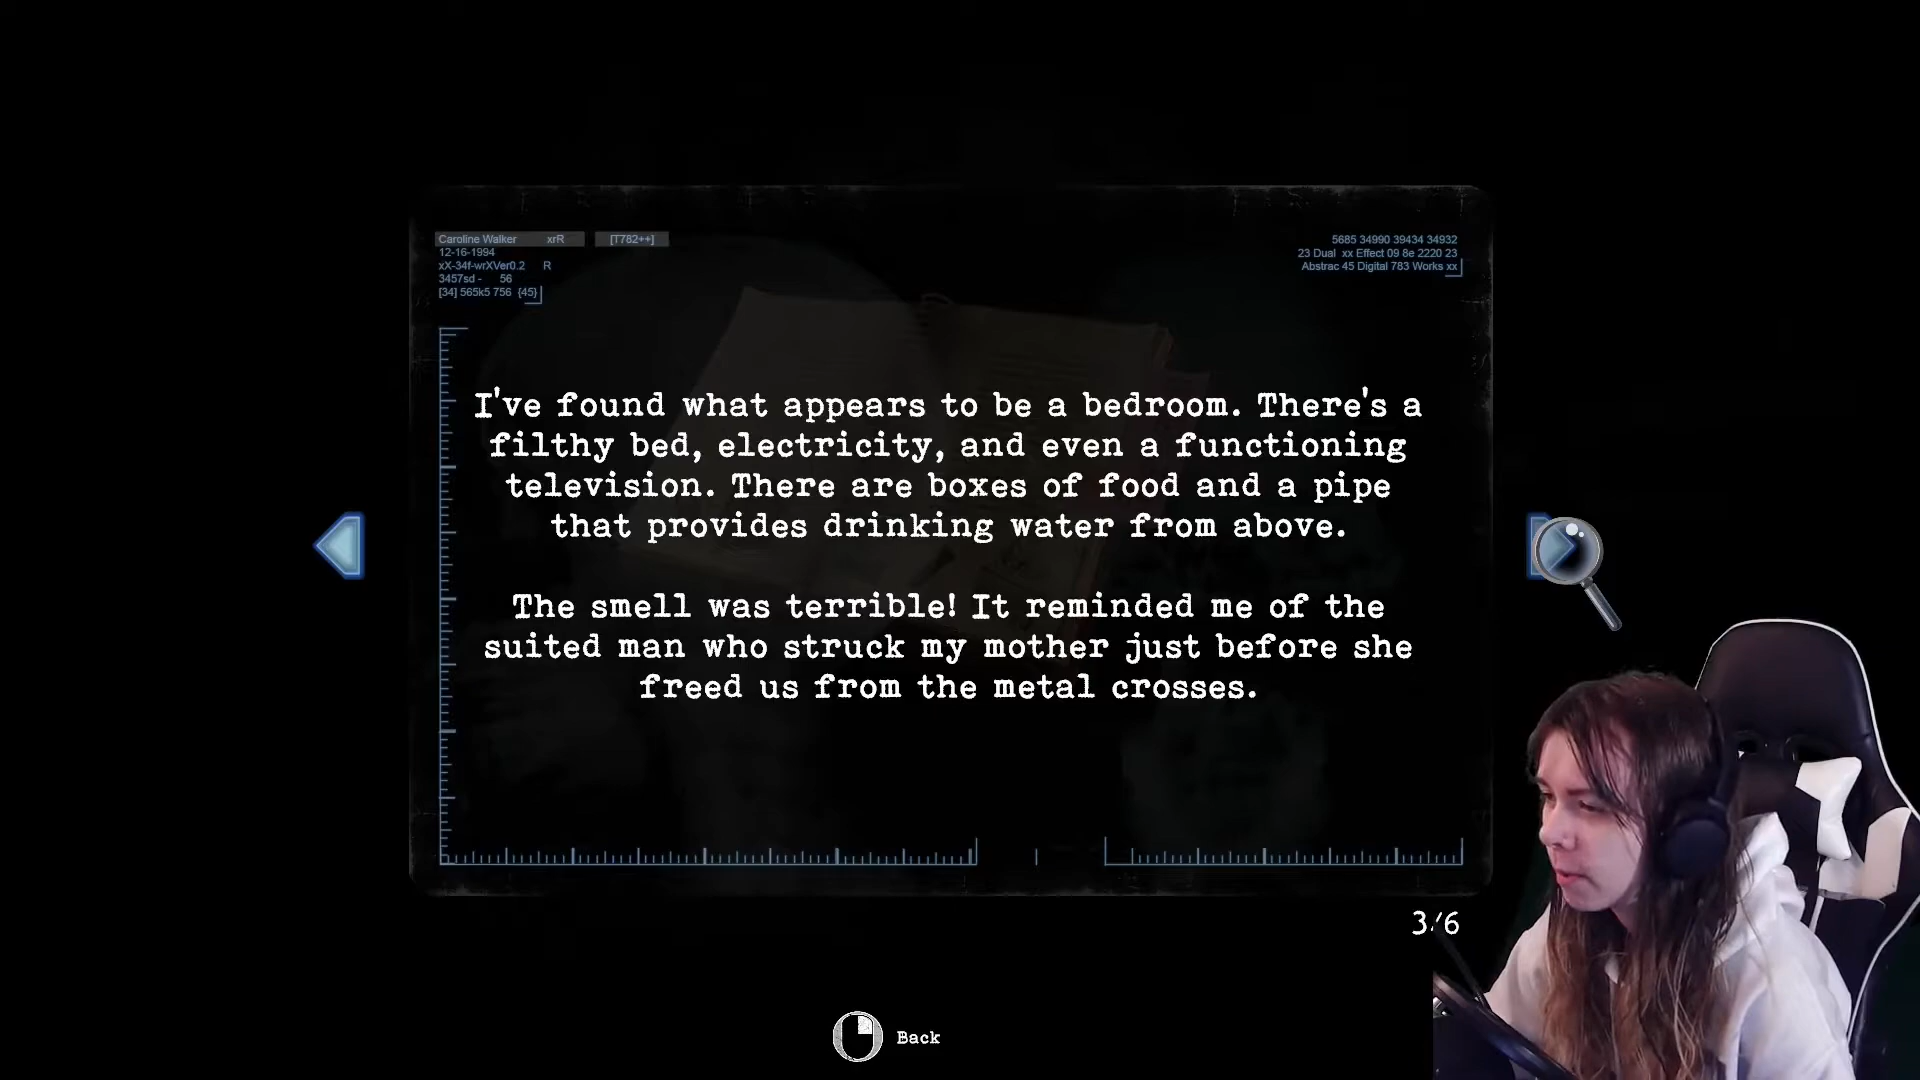 Caroline Walker xrR [T782++]
12-16-1994
xX-34f-wrXVer0.2 R
3457sd - 56
[34] 565k5 756 {45}
5685 34990 39434 34932
23 Dual xx Effect 09 8e 2220 23
Abstrac 45 Digital 783 Works xx
I've found what appears to be a bedroom. There's a
filthy bed, electricity, and even a functioning
television. There are boxes of food and a pipe
that provides drinking water from above.
The smell was terrible! It reminded me of the
suited man who struck my mother just before she
freed us from the metal crosses.
3/6
Back